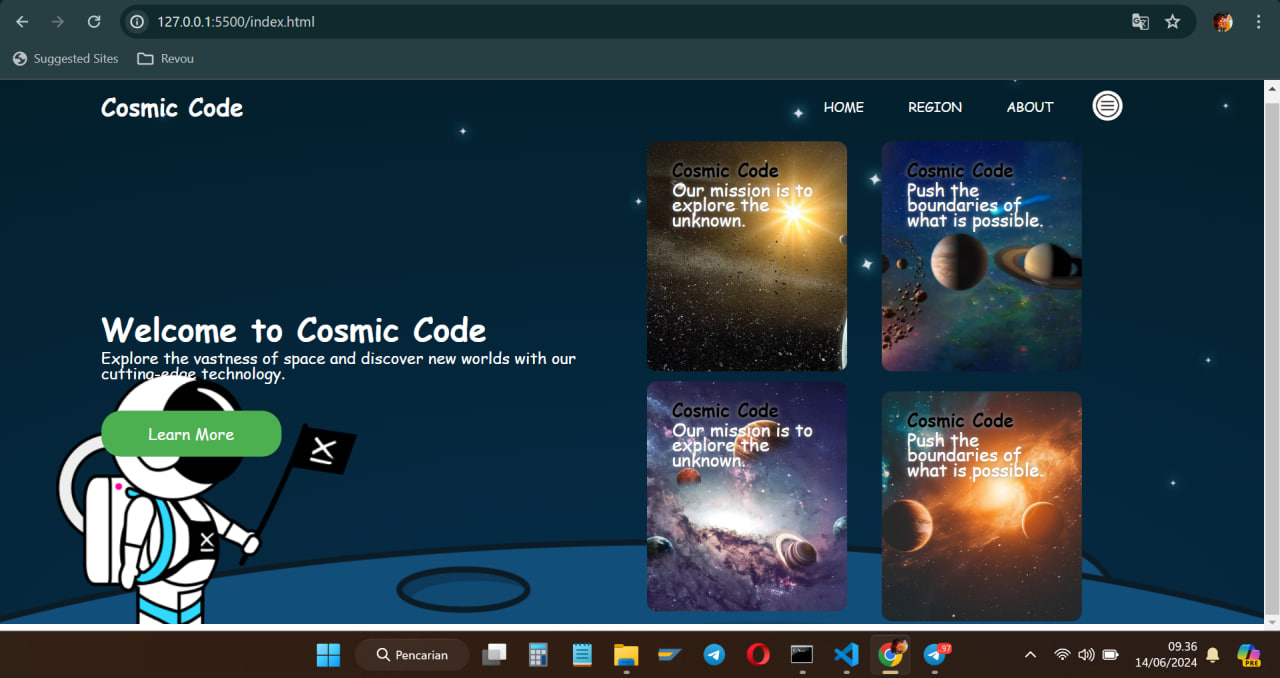 127.0.0.1:5500/index.html
Suggested Sites
Revou
Cosmic Code
HOME
REGION
ABOUT
Cosmic Code
Our mission is to
explore the
unknown.
Cosmic Code
Push the
boundaries of
what is possible.
Welcome to Cosmic Code
Explore the vastness of space and discover new worlds with our
cutting-edge technology.
Learn More
Cosmic Code
Our mission is to
explore the
unknown.
Cosmic Code
Push the
boundaries of
what is possible.
Pencarian
97
09.36
14/06/2024
PRE